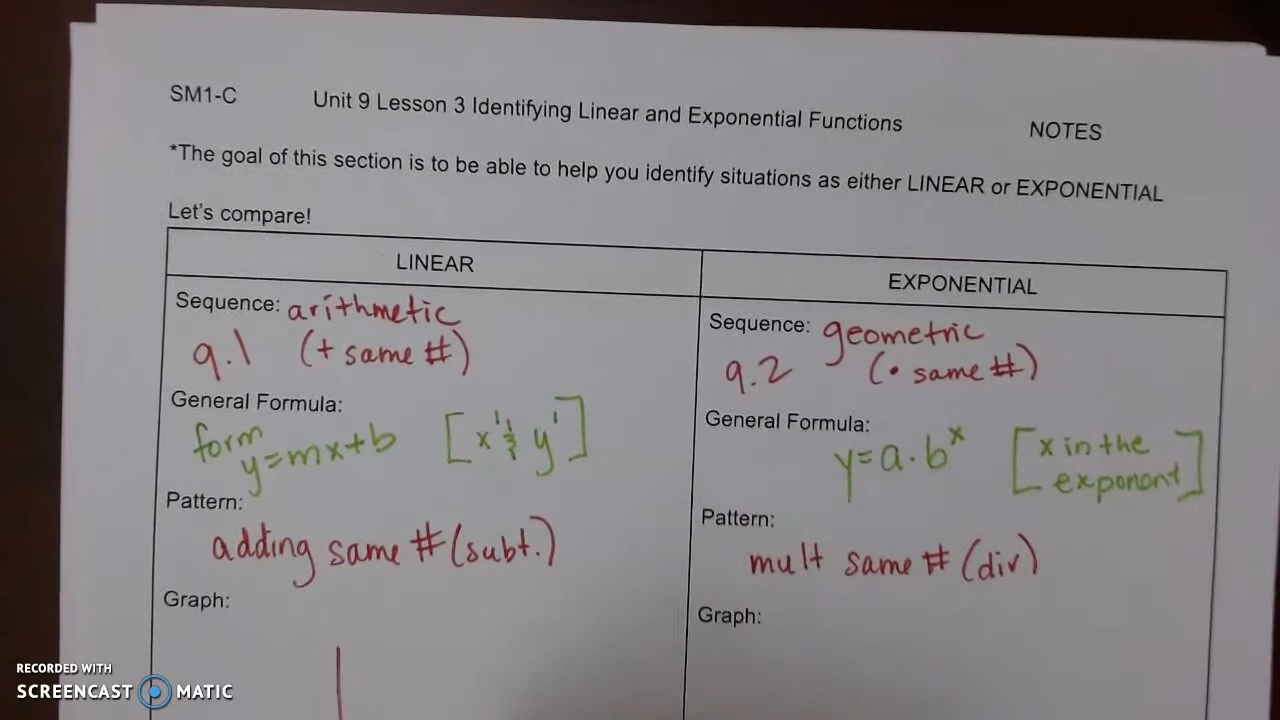 SM1-C Unit 9 Lesson 3 Identifying Linear and Exponential Functions NOTES
*The goal of this section is to be able to help you identify situations as either LINEAR or EXPONENTIAL
Let's compare!
LINEAR
Sequence: arithmetic
9.1 (+ same #)
General Formula:
form y=mx+b [x¹ & y¹]
Pattern:
adding same # (subt.)
Graph:
EXPONENTIAL
Sequence: geometric
9.2 (• same #)
General Formula:
y=a·bˣ [x in the
exponent]
Pattern:
mult same # (div)
Graph:
RECORDED WITH
SCREENCAST MATIC